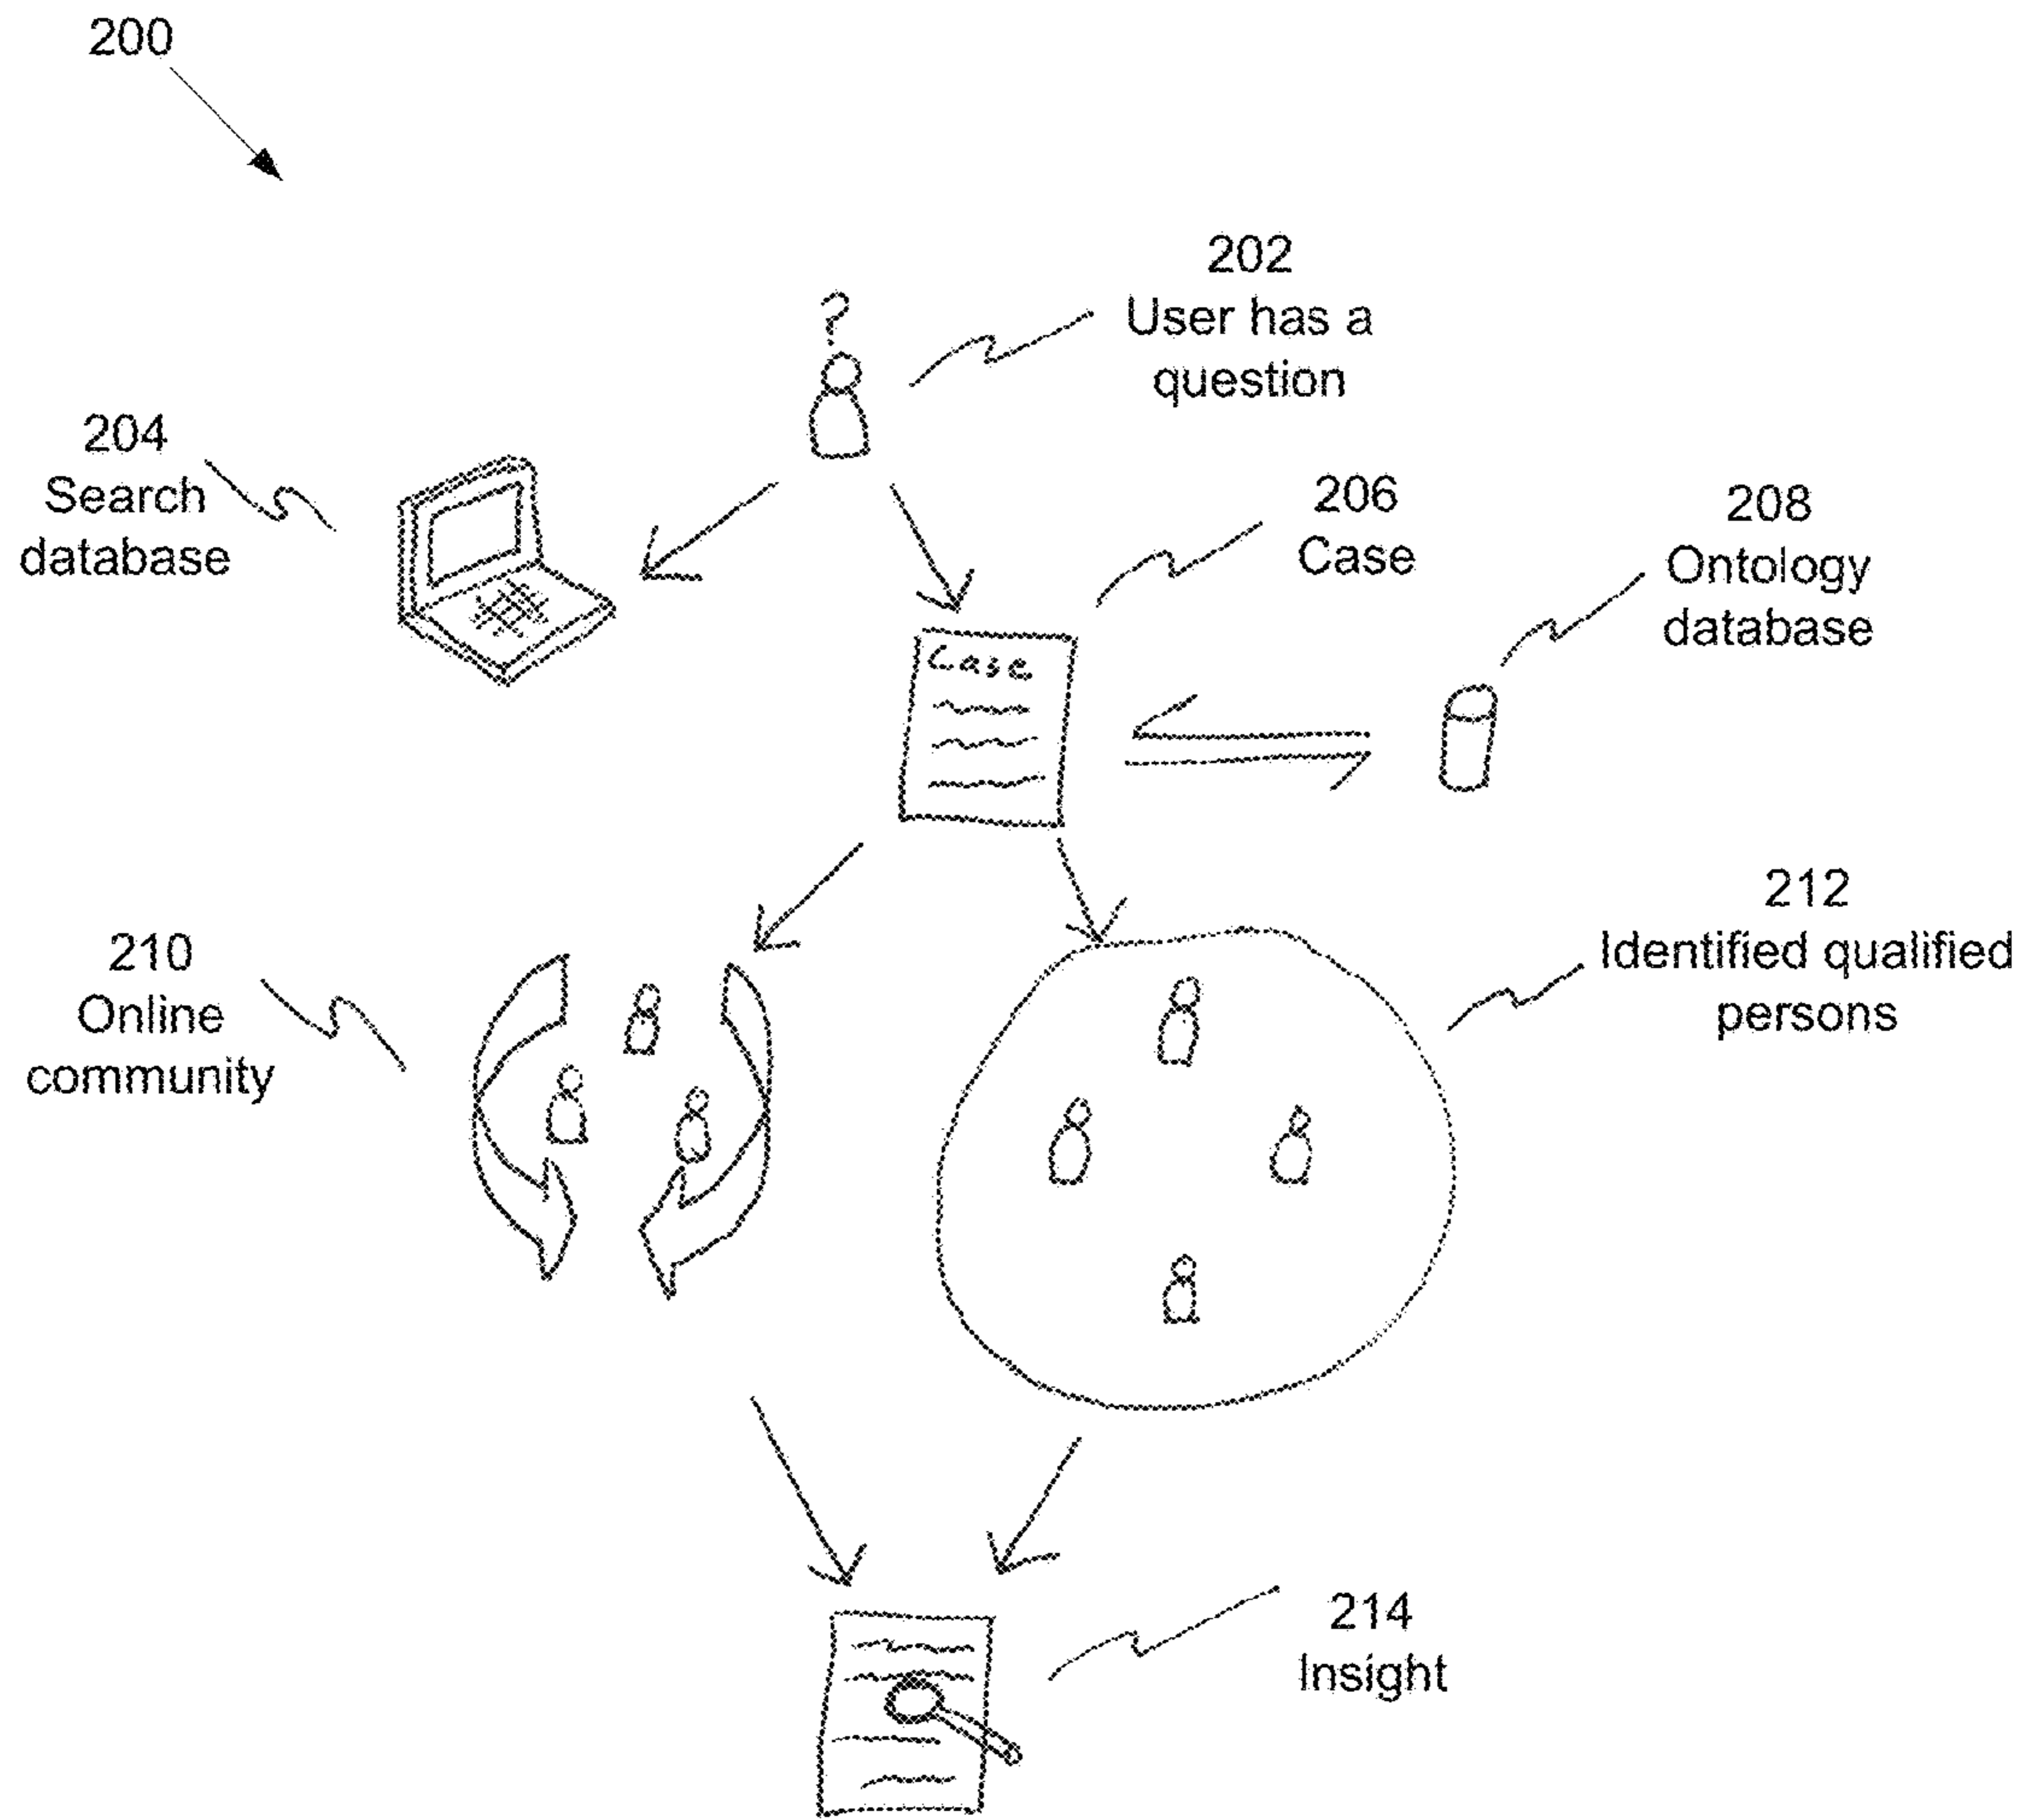 200
202
User has a
question
?
204
Search
database
206
Case
208
Ontology
database
Case
212
Identified qualified
persons
210
Online
community
214
Insight